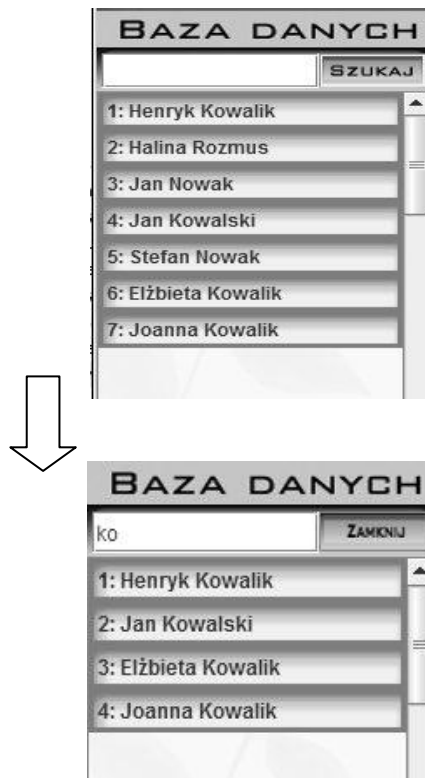 BAZA DANYCH
SZUKAJ
1: Henryk Kowalik
2: Halina Rozmus
3: Jan Nowak
4: Jan Kowalski
5: Stefan Nowak
6: Elżbieta Kowalik
7: Joanna Kowalik
BAZA DANYCH
ko ZAMKNIJ
1: Henryk Kowalik
2: Jan Kowalski
3: Elżbieta Kowalik
4: Joanna Kowalik